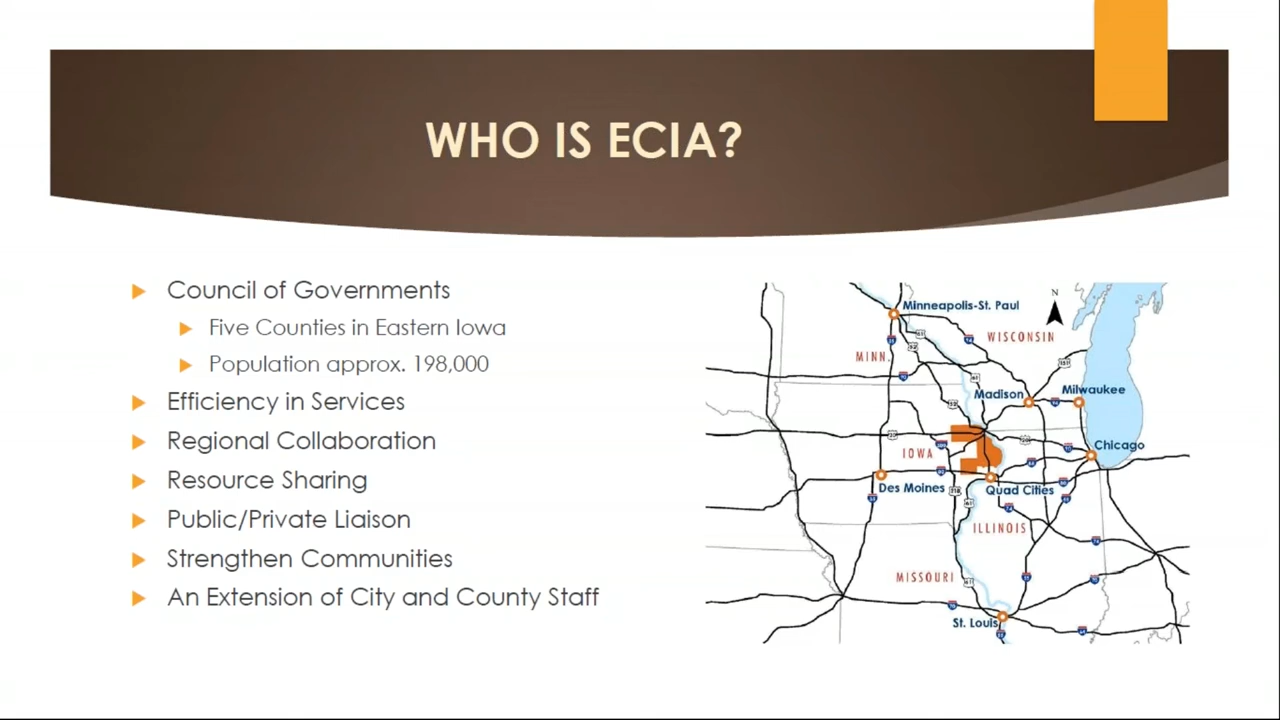 WHO IS ECIA?
Council of Governments
Five Counties in Eastern Iowa
Population approx. 198,000
Efficiency in Services
Regional Collaboration
Resource Sharing
Public/Private Liaison
Strengthen Communities
An Extension of City and County Staff
N
Minneapolis-St. Paul
WISCONSIN
MINN.
Madison
Milwaukee
IOWA
Chicago
Des Moines
Quad Cities
ILLINOIS
MISSOURI
St. Louis